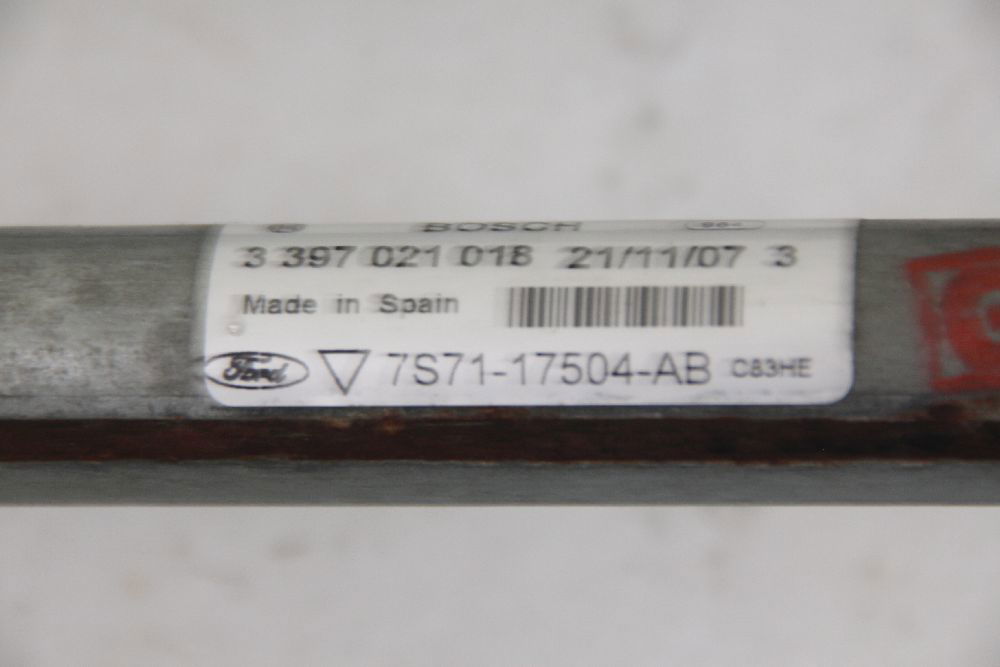 BOSCH
3 397 021 018 21/11/07 3
Made in Spain
Ford 7S71-17504-AB C83HE